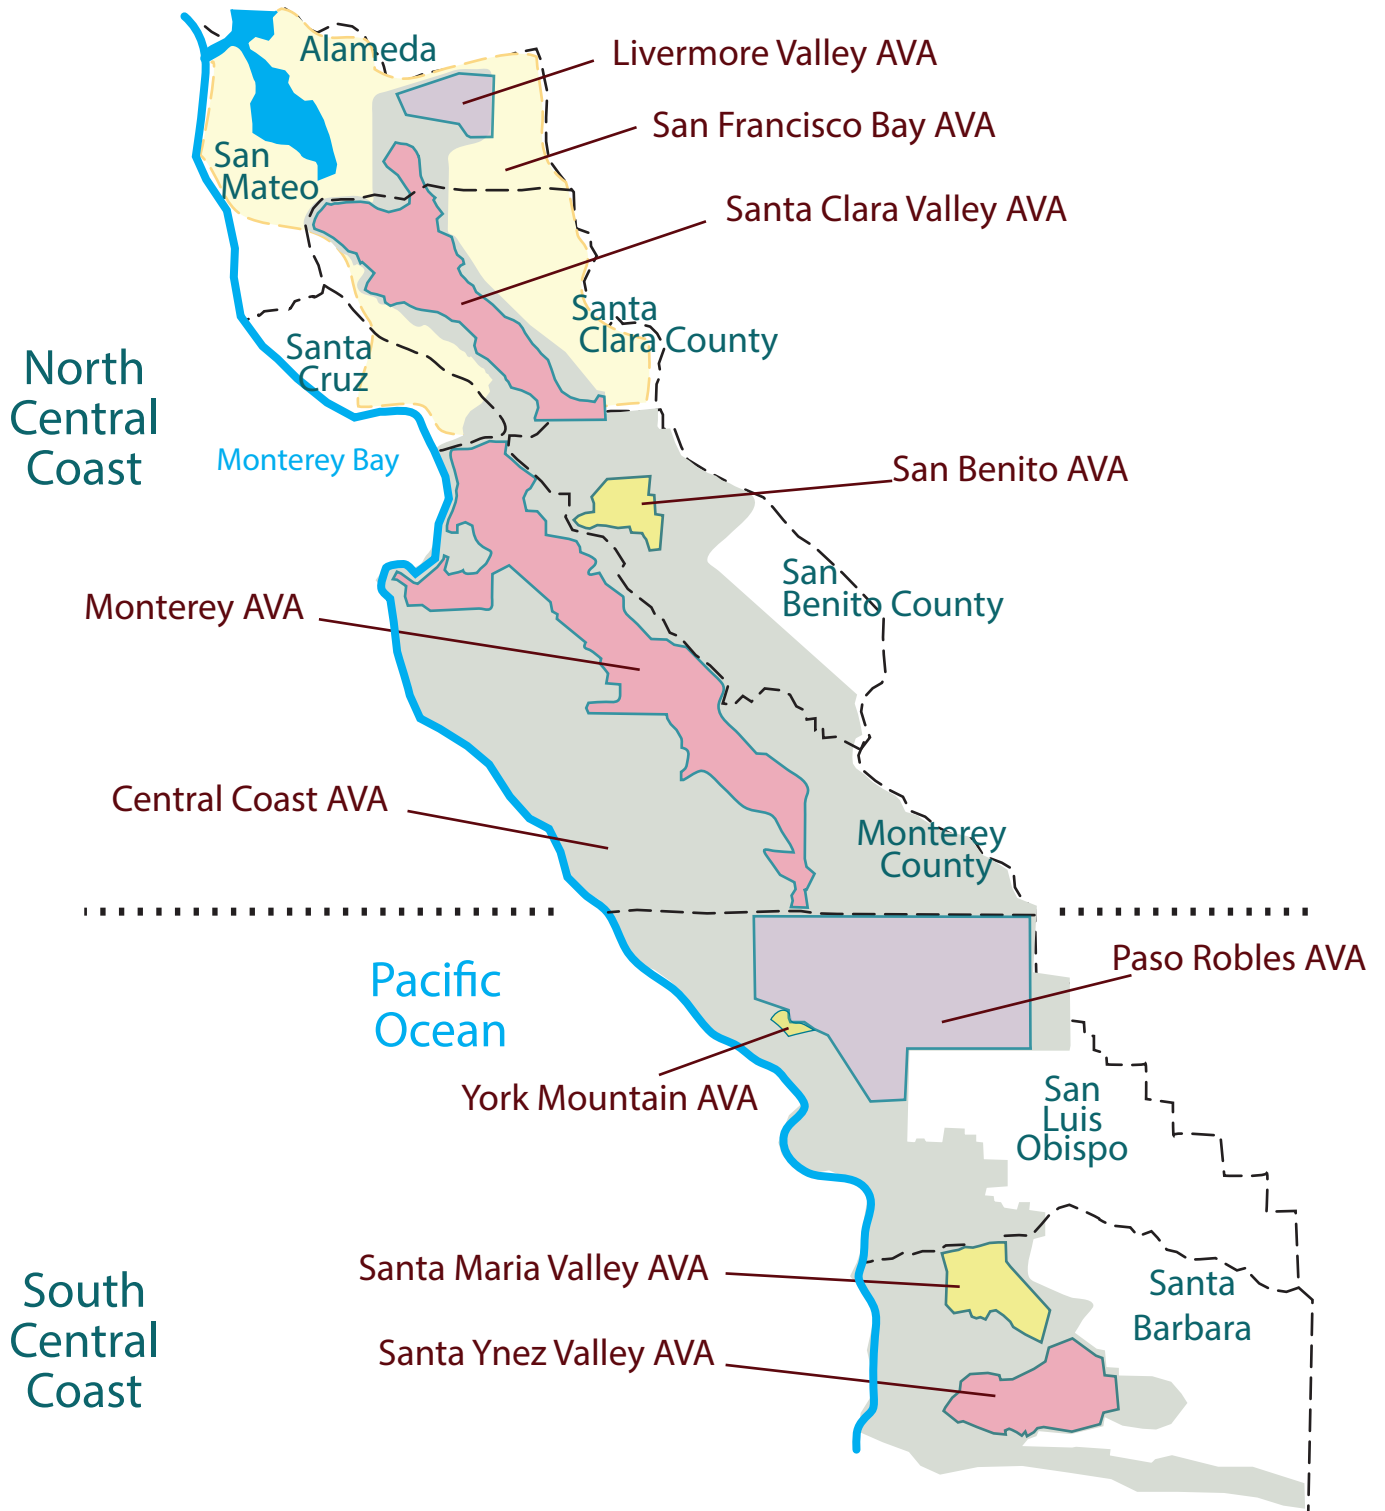 Alameda
Livermore Valley AVA
San Francisco Bay AVA
San
Mateo
Santa Clara Valley AVA
Santa
Clara County
Santa
Cruz
North
Central
Coast
Monterey Bay
San Benito AVA
San
Benito County
Monterey AVA
Central Coast AVA
Monterey
County
Paso Robles AVA
Pacific
Ocean
York Mountain AVA
San
Luis
Obispo
Santa Maria Valley AVA
Santa
Barbara
South
Central
Coast
Santa Ynez Valley AVA